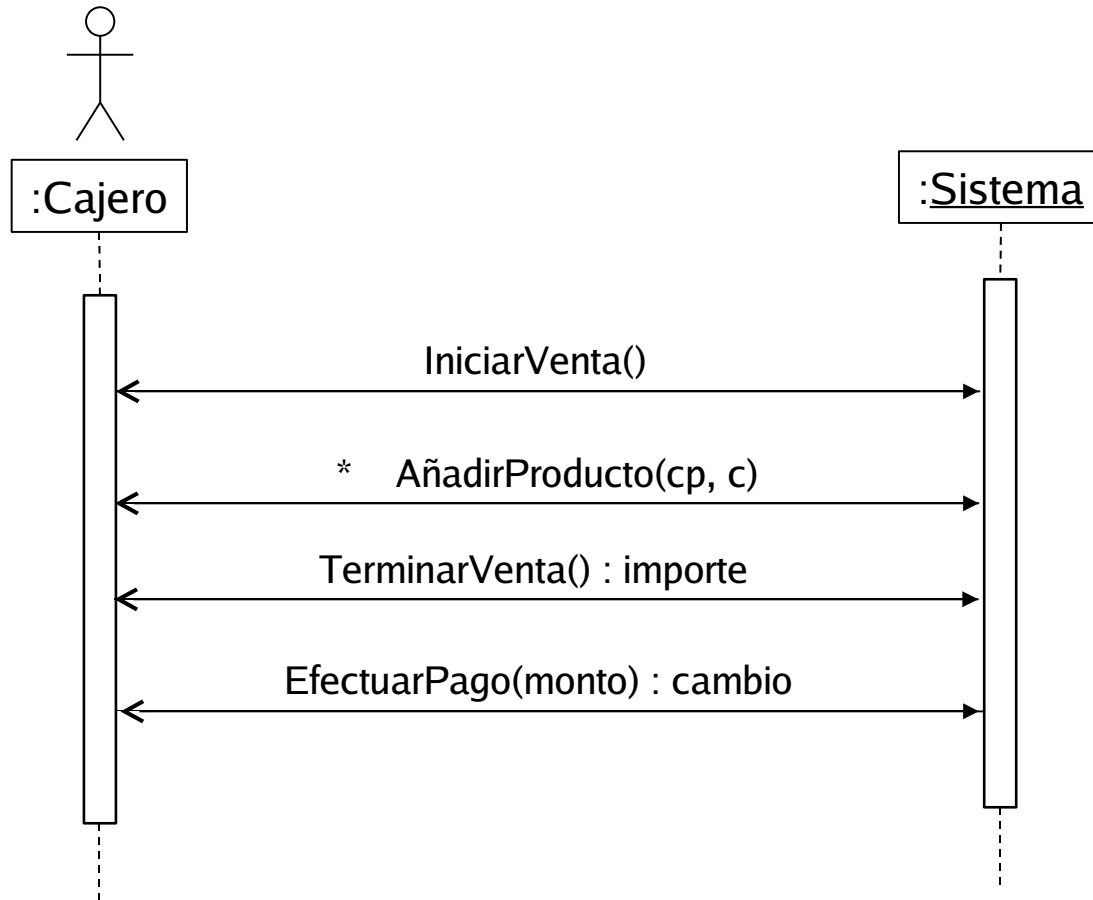 :Cajero
:Sistema
IniciarVenta()
* AñadirProducto(cp, c)
TerminarVenta() : importe
EfectuarPago(monto) : cambio